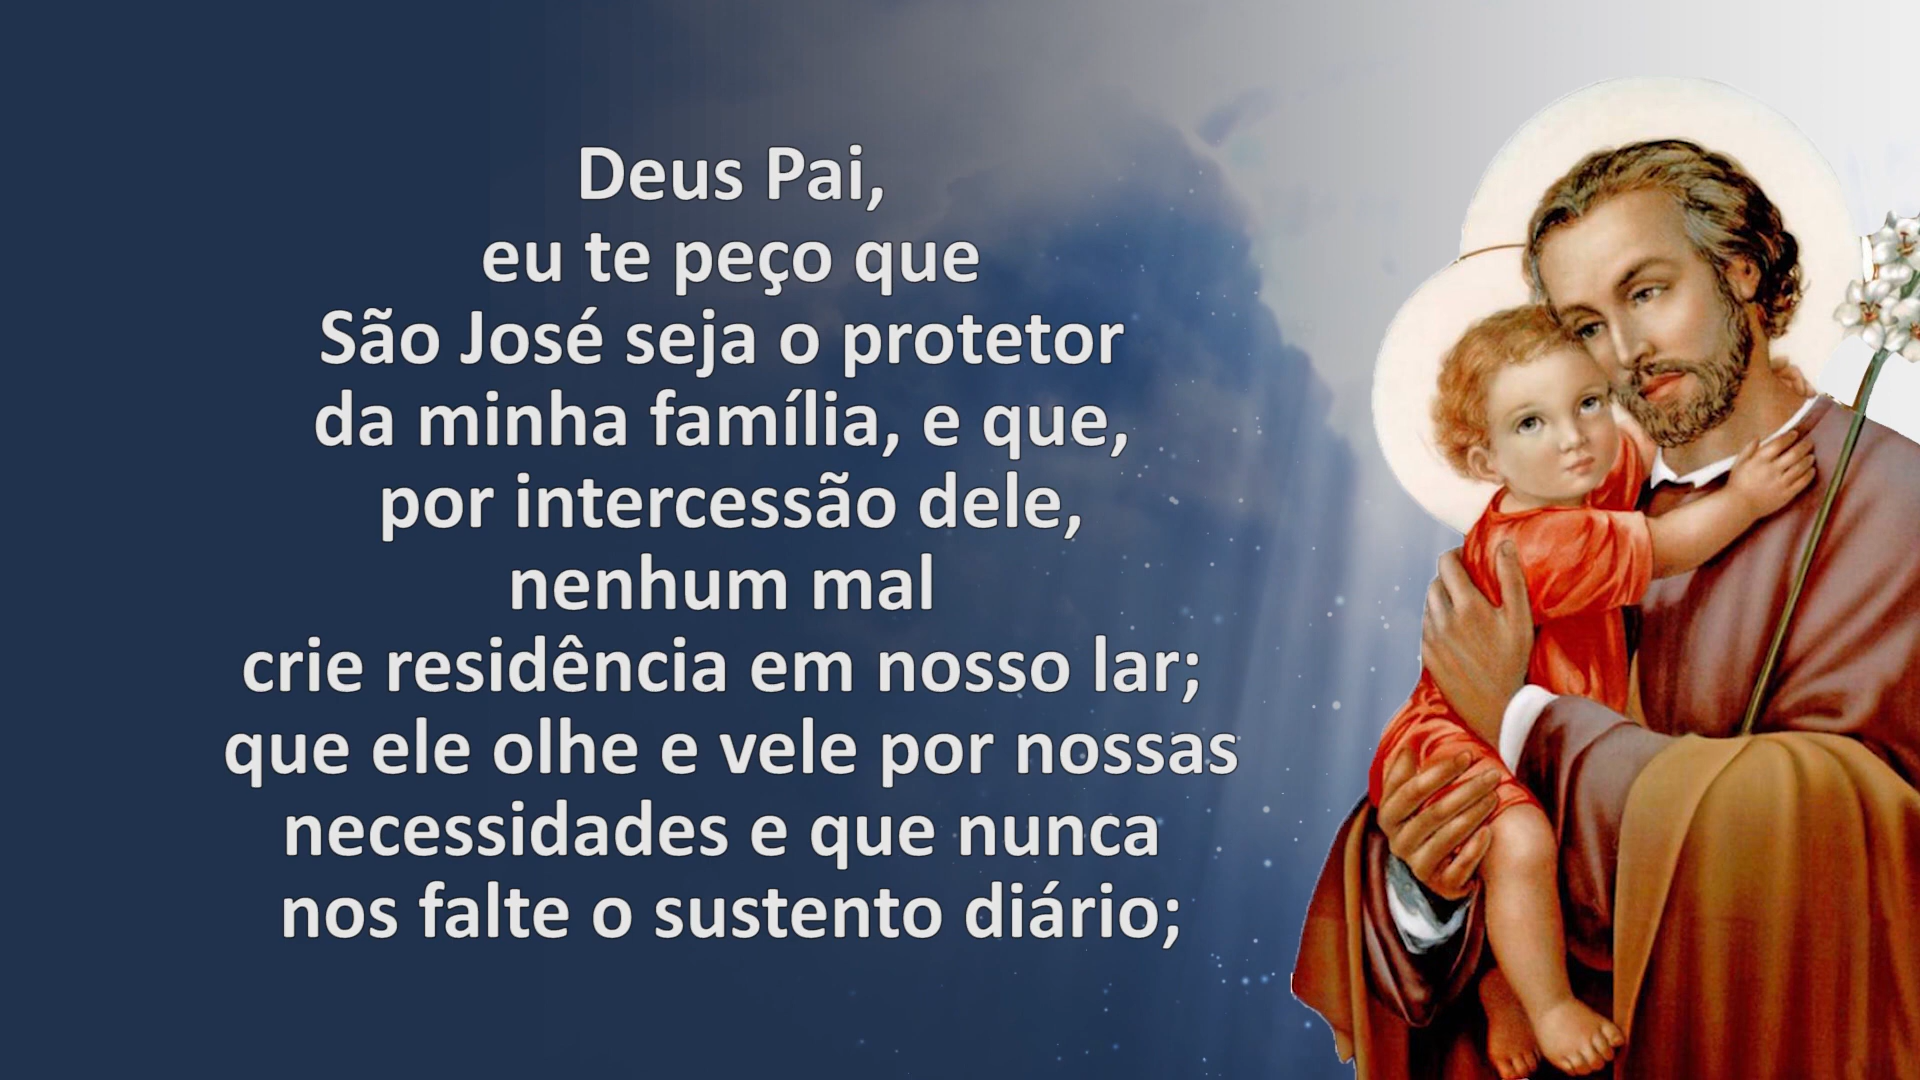 Deus Pai,
eu te peço que
São José seja o protetor
da minha família, e que,
por intercessão dele,
nenhum mal
crie residência em nosso lar;
que ele olhe e vele por nossas
necessidades e que nunca
nos falte o sustento diário;